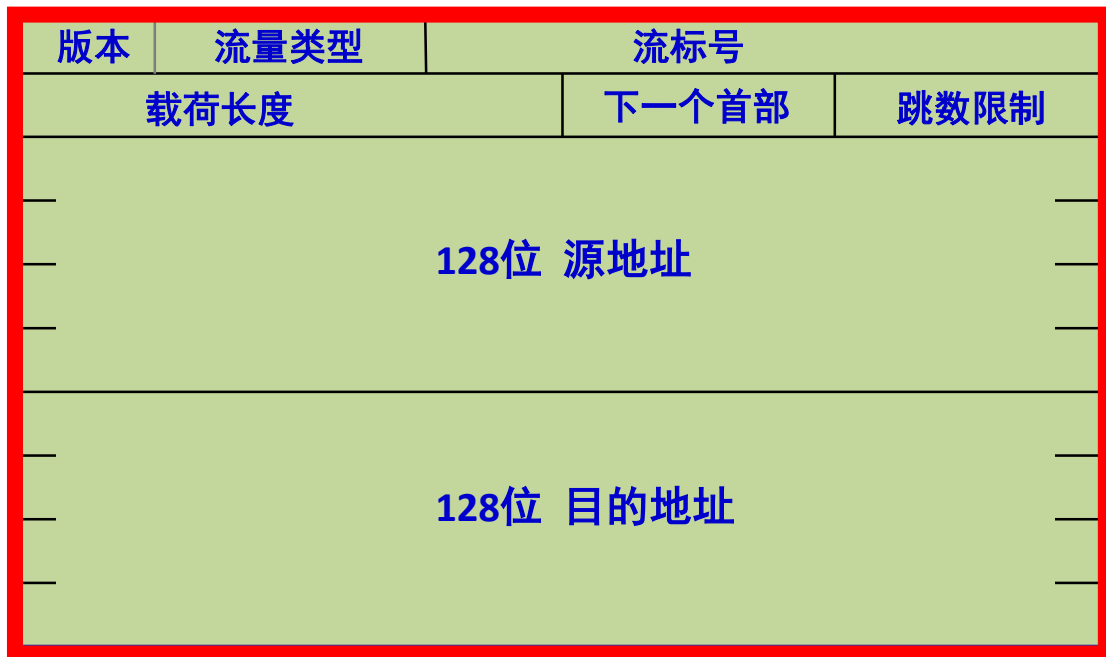 版本 流量类型 流标号
载荷长度 下一个首部 跳数限制
128位 源地址
128位 目的地址